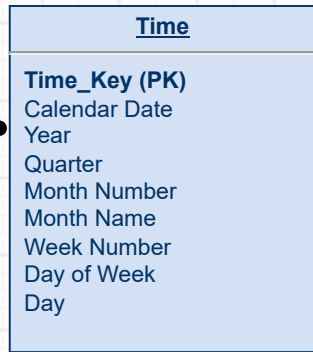 Time
Time_Key (PK)
Calendar Date
Year
Quarter
Month Number
Month Name
Week Number
Day of Week
Day